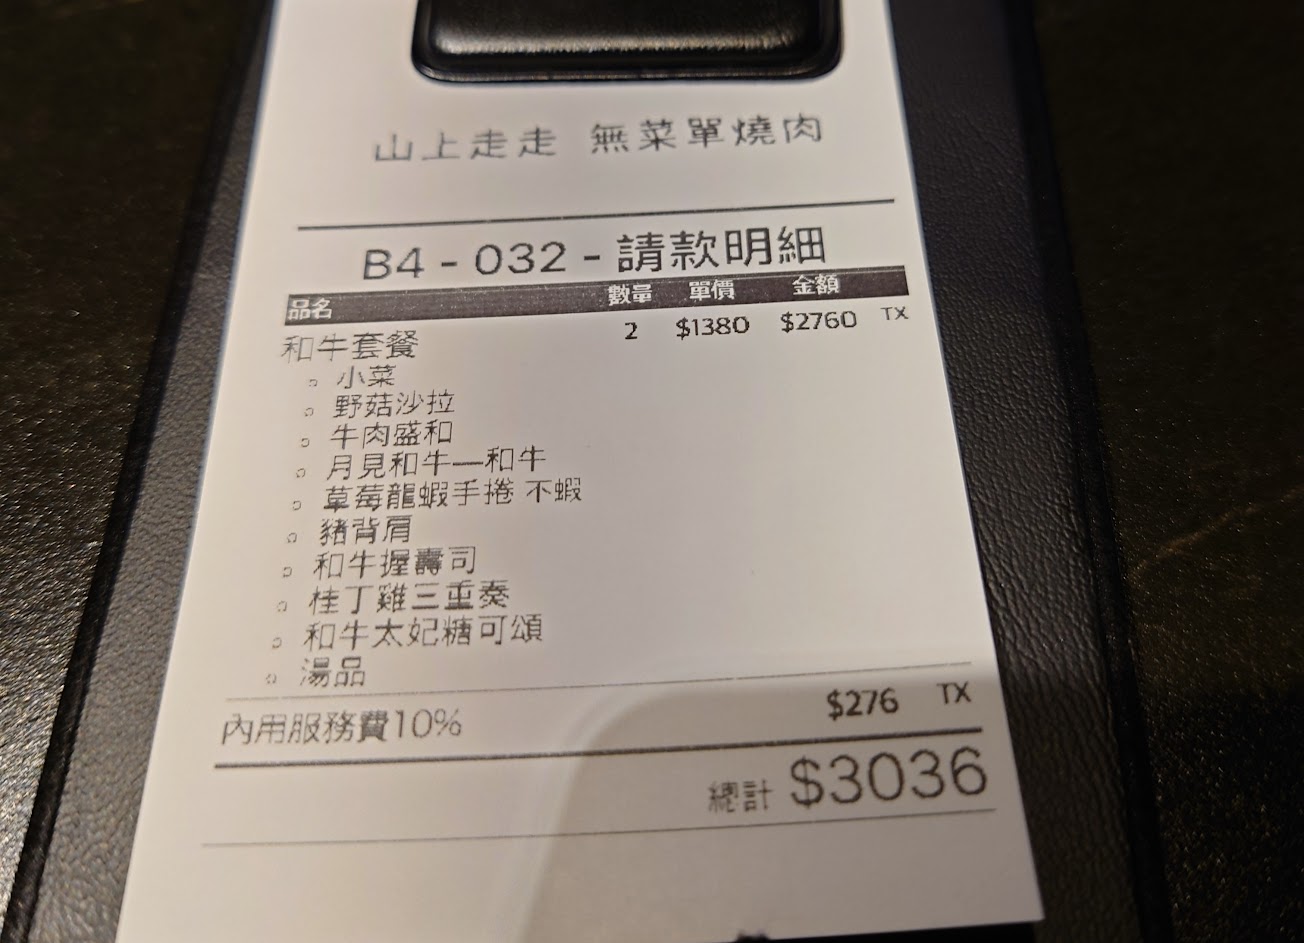 山上走走 無菜單燒肉
B4 - 032 - 請款明細
品名 數量 單價 金額
和牛套餐 2 $1380 $2760 TX
小菜
野菇沙拉
牛肉盛和
月見和牛—和牛
草莓龍蝦手捲 不蝦
豬背肩
和牛握壽司
桂丁雞三重奏
和牛太妃糖可頌
湯品
內用服務費10% $276 TX
總計 $3036